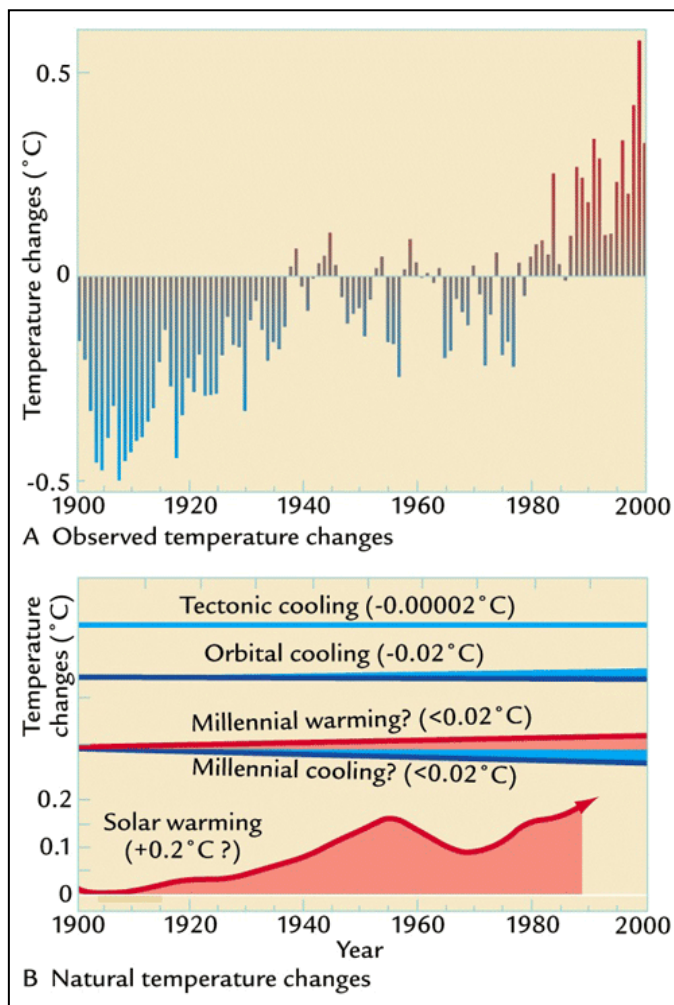 Temperature changes (˚C)
0.5
0
-0.5
1900 1920 1940 1960 1980 2000
A Observed temperature changes
Temperature
changes (˚C)
Tectonic cooling (-0.00002˚C)
Orbital cooling (-0.02˚C)
Millennial warming? (<0.02˚C)
Millennial cooling? (<0.02˚C)
0.2
0.1
0
Solar warming
(+0.2˚C ?)
1900 1920 1940 1960 1980 2000
Year
B Natural temperature changes